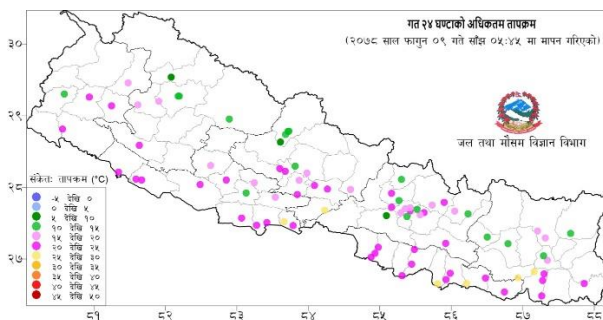 गत २४ घण्टाको अधिकतम तापक्रम
(२०७८ साल फागुन ०९ गते साँझ ०५:४५ मा मापन गरिएको)
जल तथा मौसम विज्ञान विभाग
संकेतः तापक्रम (°C)
-५ देखि ०
० देखि ५
५ देखि १०
१० देखि १५
१५ देखि २०
२० देखि २५
२५ देखि ३०
३० देखि ३५
३५ देखि ४०
४० देखि ४५
४५ देखि ५०
३०
२९
२८
२७
८१
८२
८३
८४
८५
८६
८७
८८